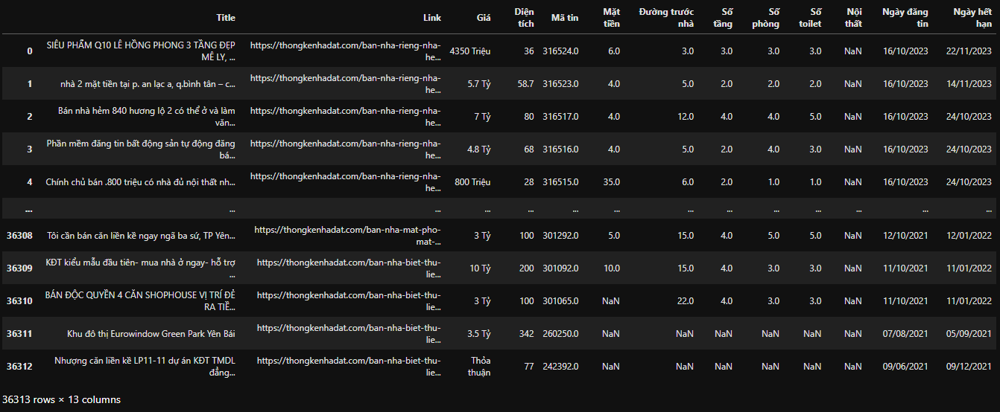 Title Link Giá Diện tích Mã tin Mặt tiền Đường trước nhà Số tầng Số phòng Số toilet Nội thất Ngày đăng tin Ngày hết hạn
0 SIÊU PHẨM Q10 LÊ HỒNG PHONG 3 TẦNG ĐẸP MÊ LY, ... https://thongkenhadat.com/ban-nha-rieng-nha-he... 4350 Triệu 36 316524.0 6.0 3.0 3.0 3.0 3.0 NaN 16/10/2023 22/11/2023
1 nhà 2 mặt tiền tại p. an lạc a, q.bình tân – c... https://thongkenhadat.com/ban-nha-rieng-nha-he... 5.7 Tỷ 58.7 316523.0 4.0 5.0 2.0 2.0 2.0 NaN 16/10/2023 14/11/2023
2 Bán nhà hẻm 840 hương lộ 2 có thể ở và làm văn... https://thongkenhadat.com/ban-nha-rieng-nha-he... 7 Tỷ 80 316517.0 4.0 12.0 4.0 4.0 5.0 NaN 16/10/2023 24/10/2023
3 Phần mềm đăng tin bất động sản tự động đăng bá... https://thongkenhadat.com/ban-nha-rieng-nha-he... 4.8 Tỷ 68 316516.0 4.0 5.0 2.0 4.0 3.0 NaN 16/10/2023 24/10/2023
4 Chính chủ bán .800 triệu có nhà đủ nội thất nh... https://thongkenhadat.com/ban-nha-rieng-nha-he... 800 Triệu 28 316515.0 35.0 6.0 2.0 1.0 1.0 NaN 16/10/2023 24/10/2023
... ... ... ... ... ... ... ... ... ... ... ... ... ...
36308 Tôi cần bán căn liền kề ngay ngã ba sứ, TP Yên... https://thongkenhadat.com/ban-nha-mat-pho-mat-... 3 Tỷ 100 301292.0 5.0 15.0 4.0 5.0 5.0 NaN 12/10/2021 12/01/2022
36309 KĐT kiểu mẫu đầu tiên- mua nhà ở ngay- hỗ trợ ... https://thongkenhadat.com/ban-nha-biet-thu-lie... 10 Tỷ 200 301092.0 10.0 15.0 4.0 3.0 3.0 NaN 11/10/2021 11/01/2022
36310 BÁN ĐỘC QUYỀN 4 CĂN SHOPHOUSE VỊ TRÍ ĐẺ RA TIỀ... https://thongkenhadat.com/ban-nha-biet-thu-lie... 3 Tỷ 100 301065.0 NaN 22.0 4.0 3.0 3.0 NaN 11/10/2021 11/01/2022
36311 Khu đô thị Eurowindow Green Park Yên Bái https://thongkenhadat.com/ban-nha-biet-thu-lie... 3.5 Tỷ 342 260250.0 NaN NaN NaN NaN NaN NaN 07/08/2021 05/09/2021
36312 Nhượng căn liền kề LP11-11 dự án KĐT TMDL đẳng... https://thongkenhadat.com/ban-nha-biet-thu-lie... Thỏa thuận 77 242392.0 NaN NaN NaN NaN NaN NaN 09/06/2021 09/12/2021
36313 rows × 13 columns